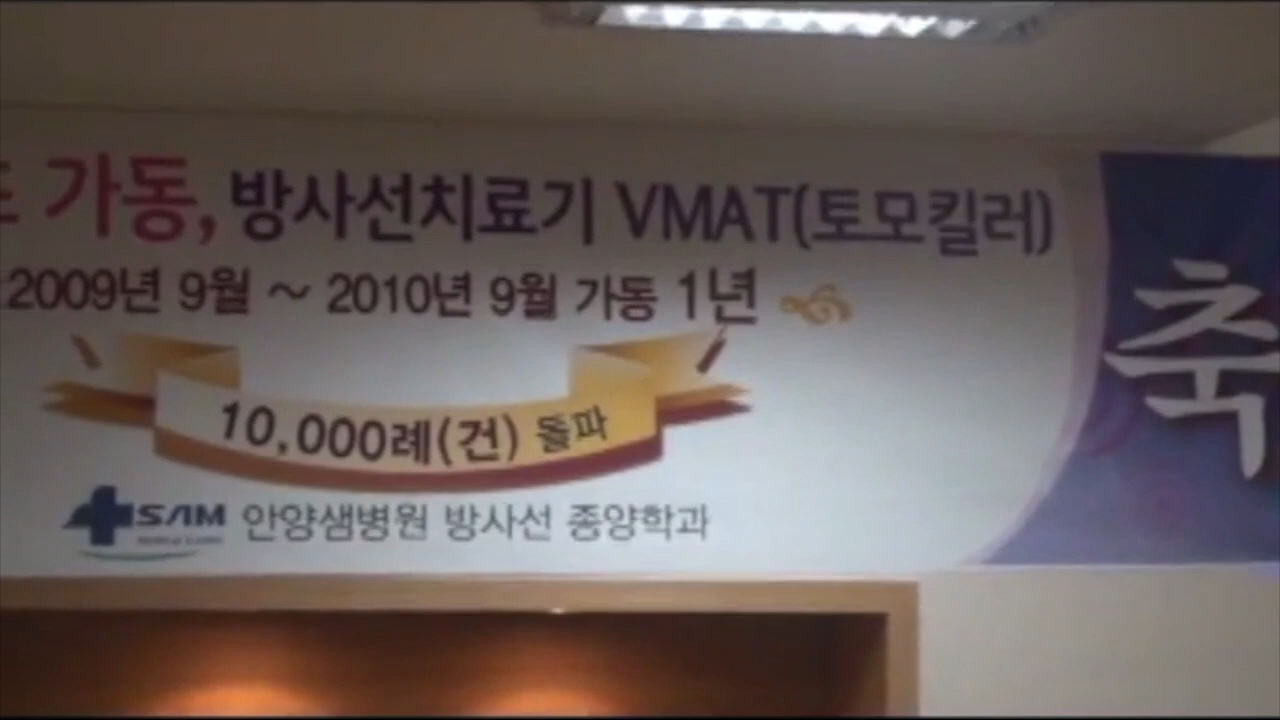 가동, 방사선치료기 VMAT(토모킬러)
2009년 9월 ~ 2010년 9월 가동 1년
10,000례(건) 돌파
SAM 안양샘병원 방사선 종양학과
축